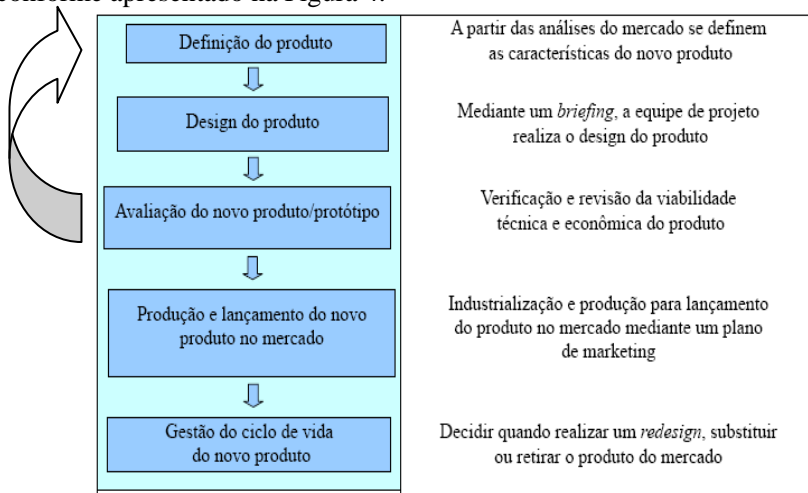 conforme apresentado na Figura 4.
Definição do produto
A partir das análises do mercado se definem
as características do novo produto
Design do produto
Mediante um briefing, a equipe de projeto
realiza o design do produto
Avaliação do novo produto/protótipo
Verificação e revisão da viabilidade
técnica e econômica do produto
Produção e lançamento do novo
produto no mercado
Industrialização e produção para lançamento
do produto no mercado mediante um plano
de marketing
Gestão do ciclo de vida
do novo produto
Decidir quando realizar um redesign, substituir
ou retirar o produto do mercado